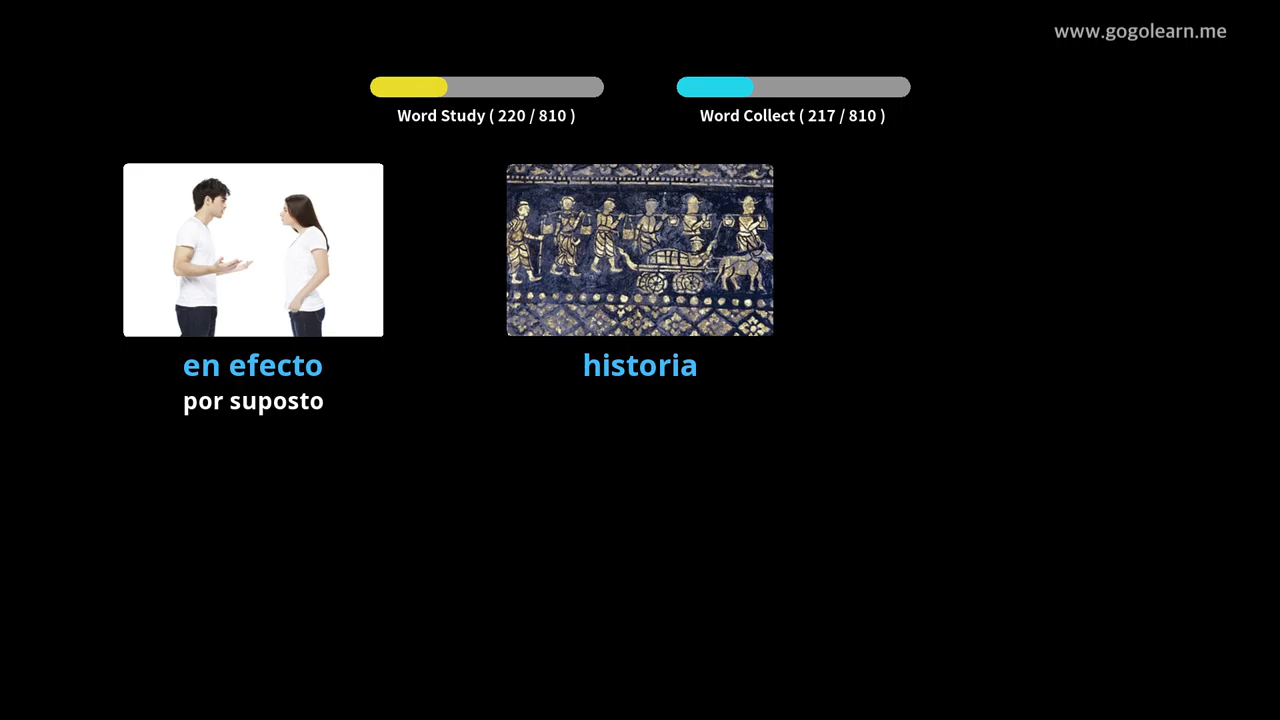 www.gogolearn.me
Word Study ( 220 / 810 )
Word Collect ( 217 / 810 )
en efecto
por suposto
historia